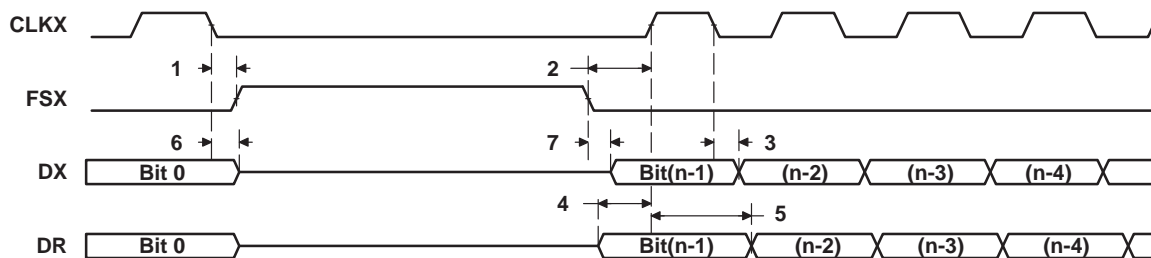 CLKX
1 2
FSX
6 7 3
DX Bit 0 Bit(n-1) (n-2) (n-3) (n-4)
4 5
DR Bit 0 Bit(n-1) (n-2) (n-3) (n-4)